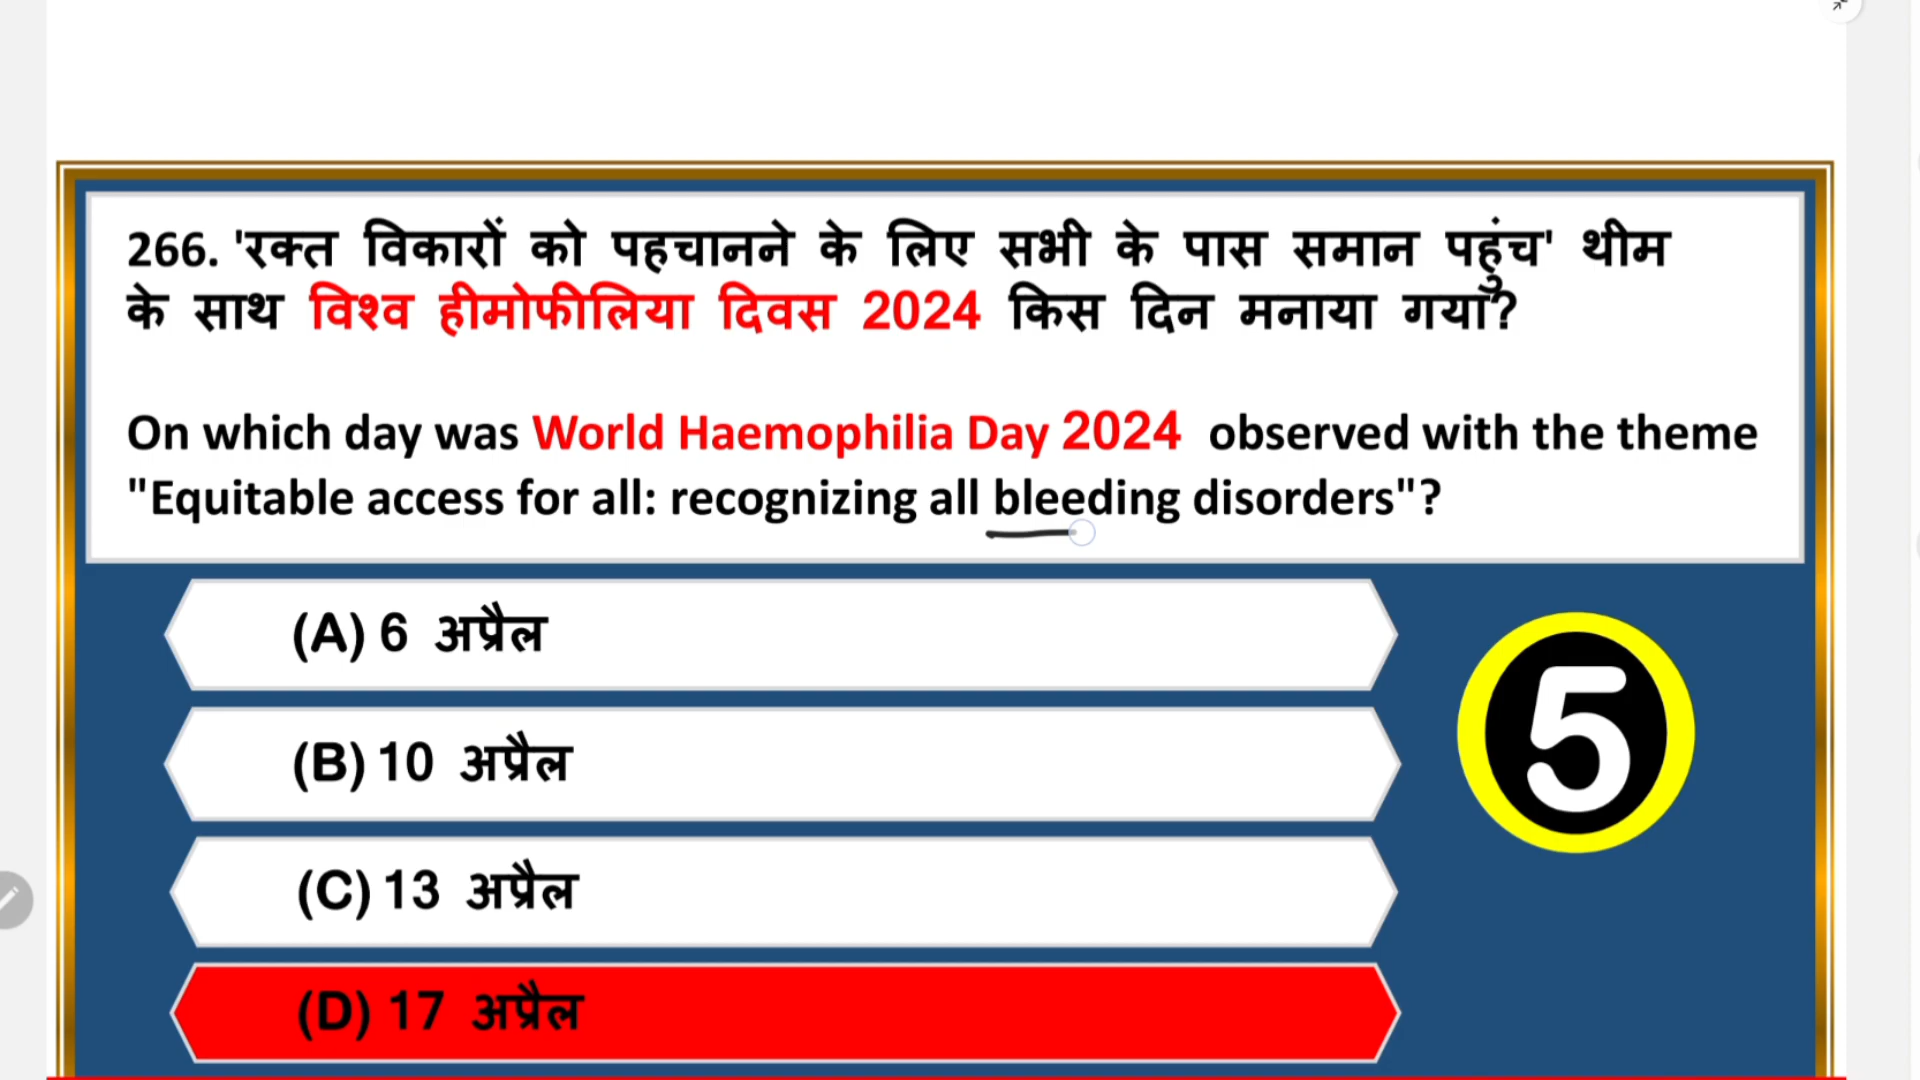 266. 'रक्त विकारों को पहचानने के लिए सभी के पास समान पहुंच' थीम
के साथ विश्व हीमोफीलिया दिवस 2024 किस दिन मनाया गया?
On which day was World Haemophilia Day 2024 observed with the theme
"Equitable access for all: recognizing all bleeding disorders"?
(A) 6 अप्रैल
(B) 10 अप्रैल
5
(C) 13 अप्रैल
(D) 17 अप्रैल